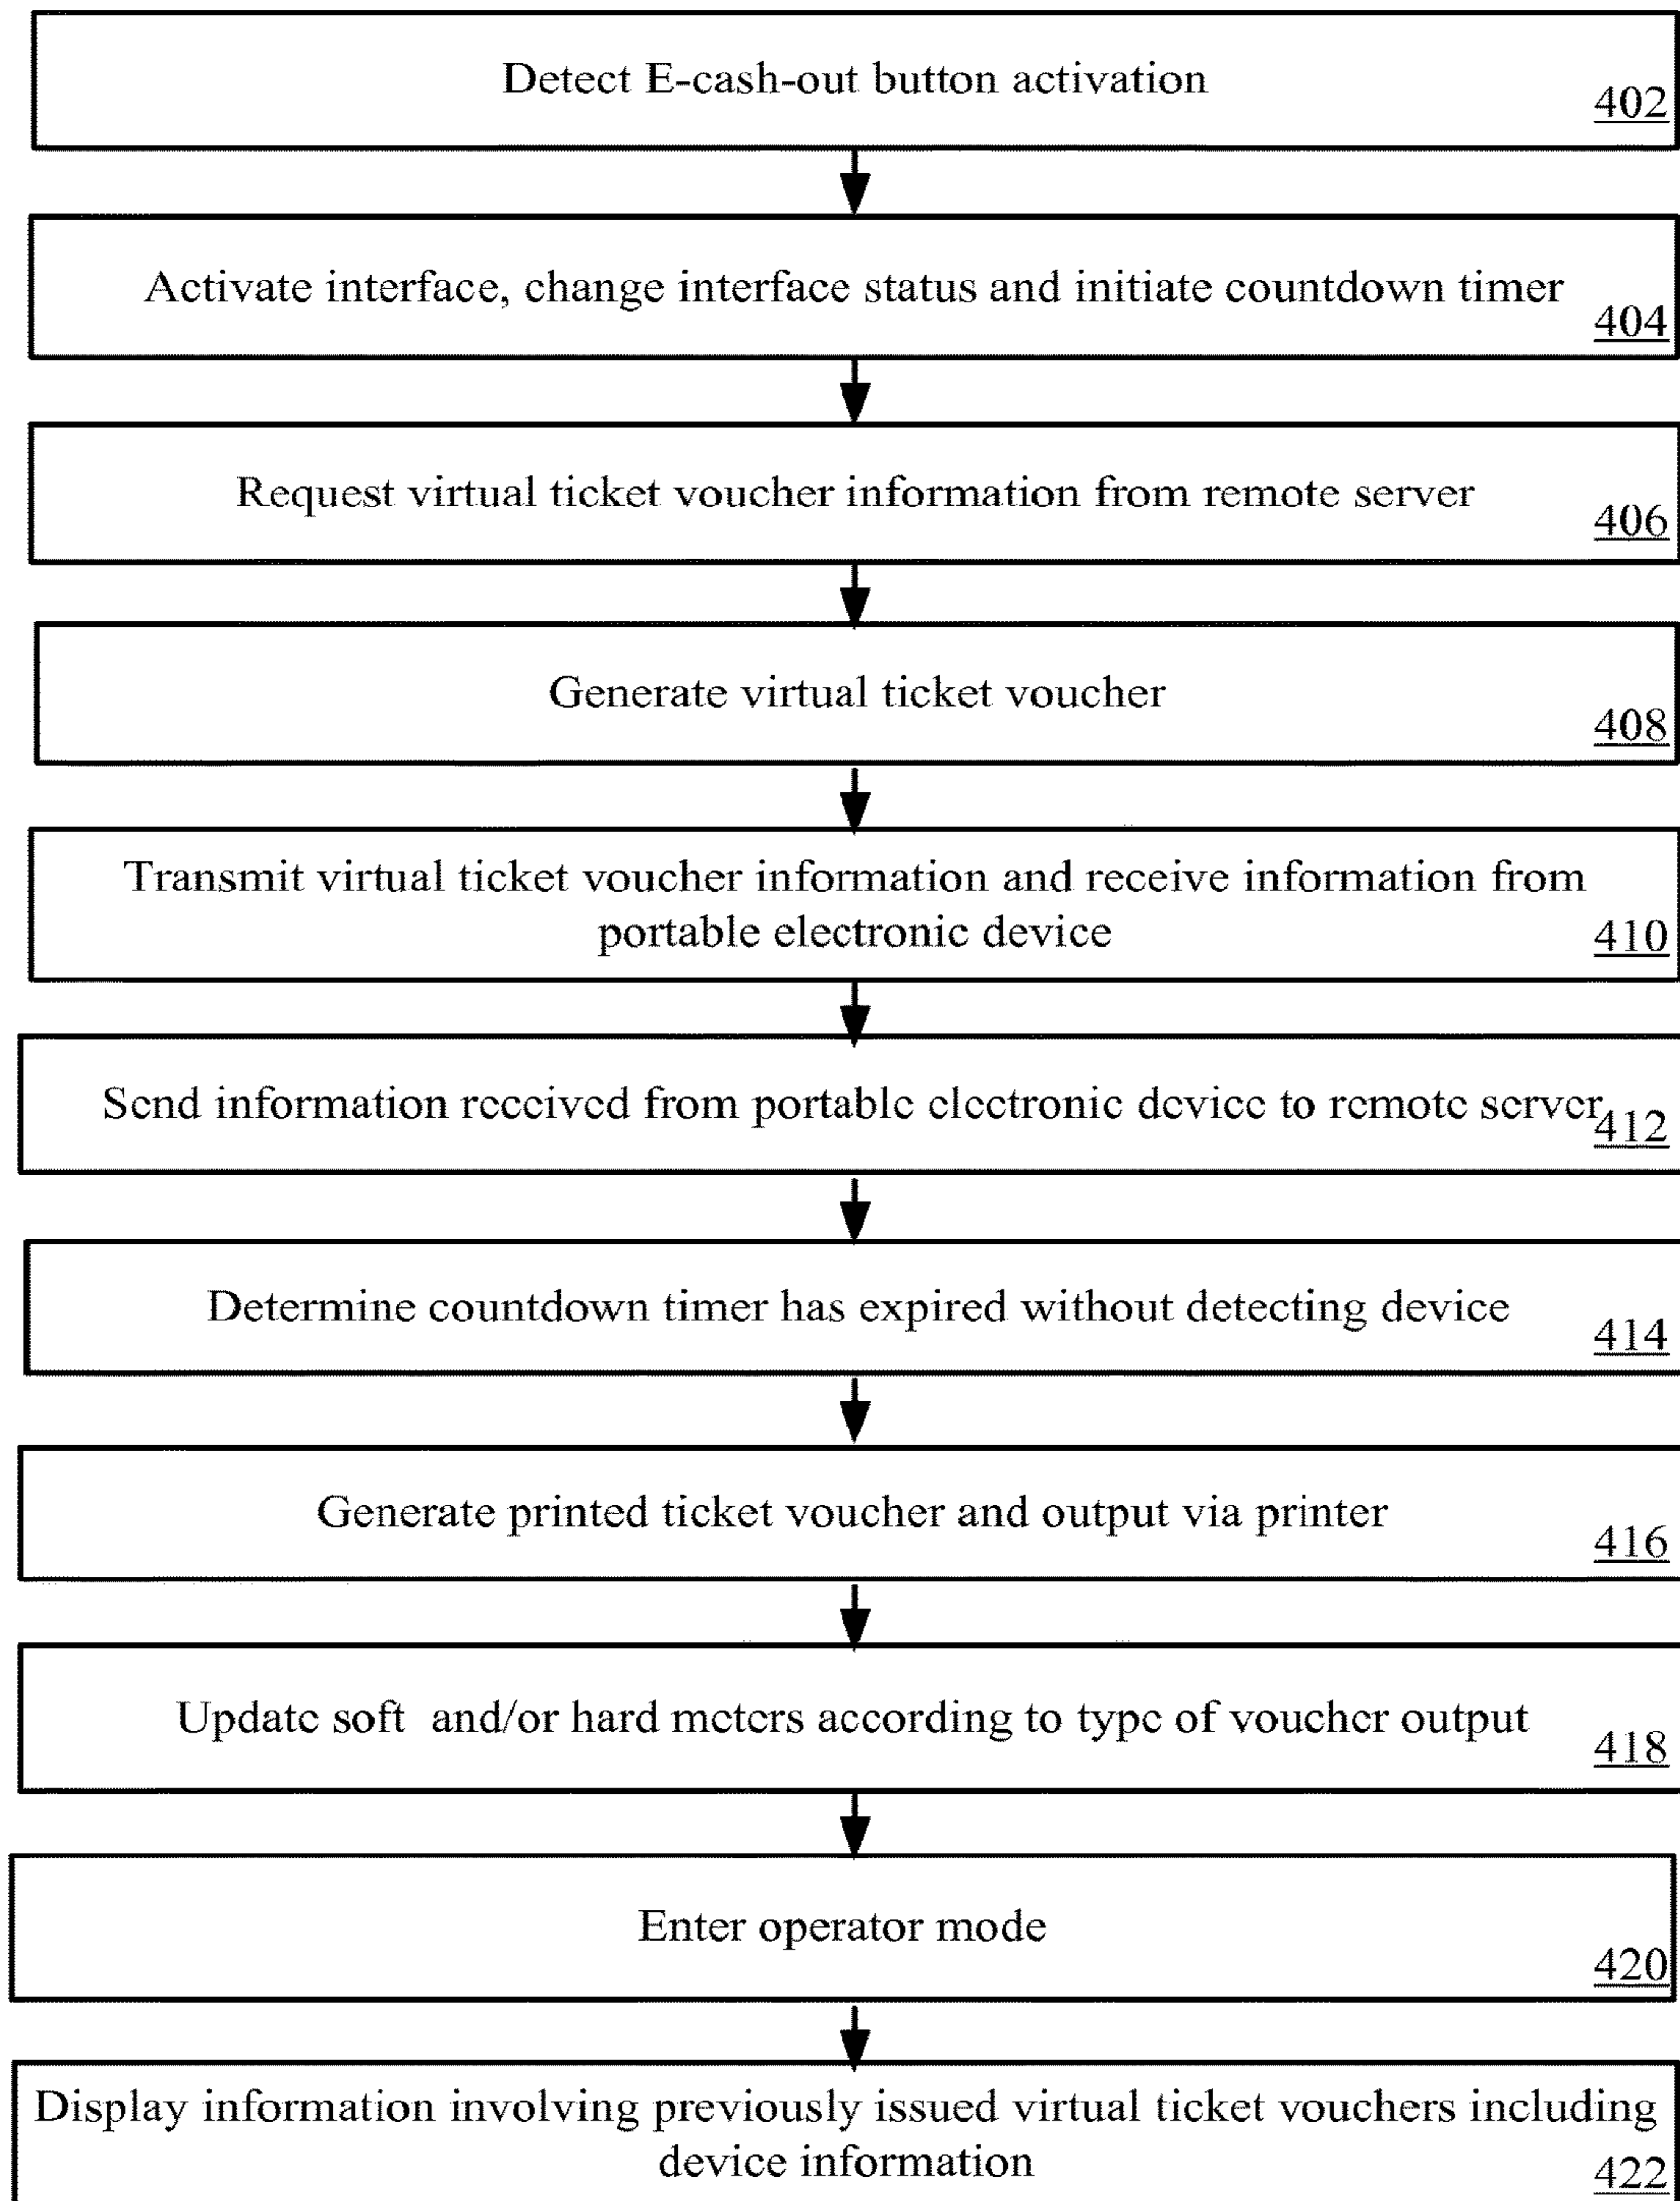 Detect E-cash-out button activation
402
Activate interface, change interface status and initiate countdown timer
404
Request virtual ticket voucher information from remote server
406
Generate virtual ticket voucher
408
Transmit virtual ticket voucher information and receive information from
portable electronic device
410
Send information received from portable electronic device to remote server
412
Determine countdown timer has expired without detecting device
414
Generate printed ticket voucher and output via printer
416
Update soft and/or hard meters according to type of voucher output
418
Enter operator mode
420
Display information involving previously issued virtual ticket vouchers including
device information
422